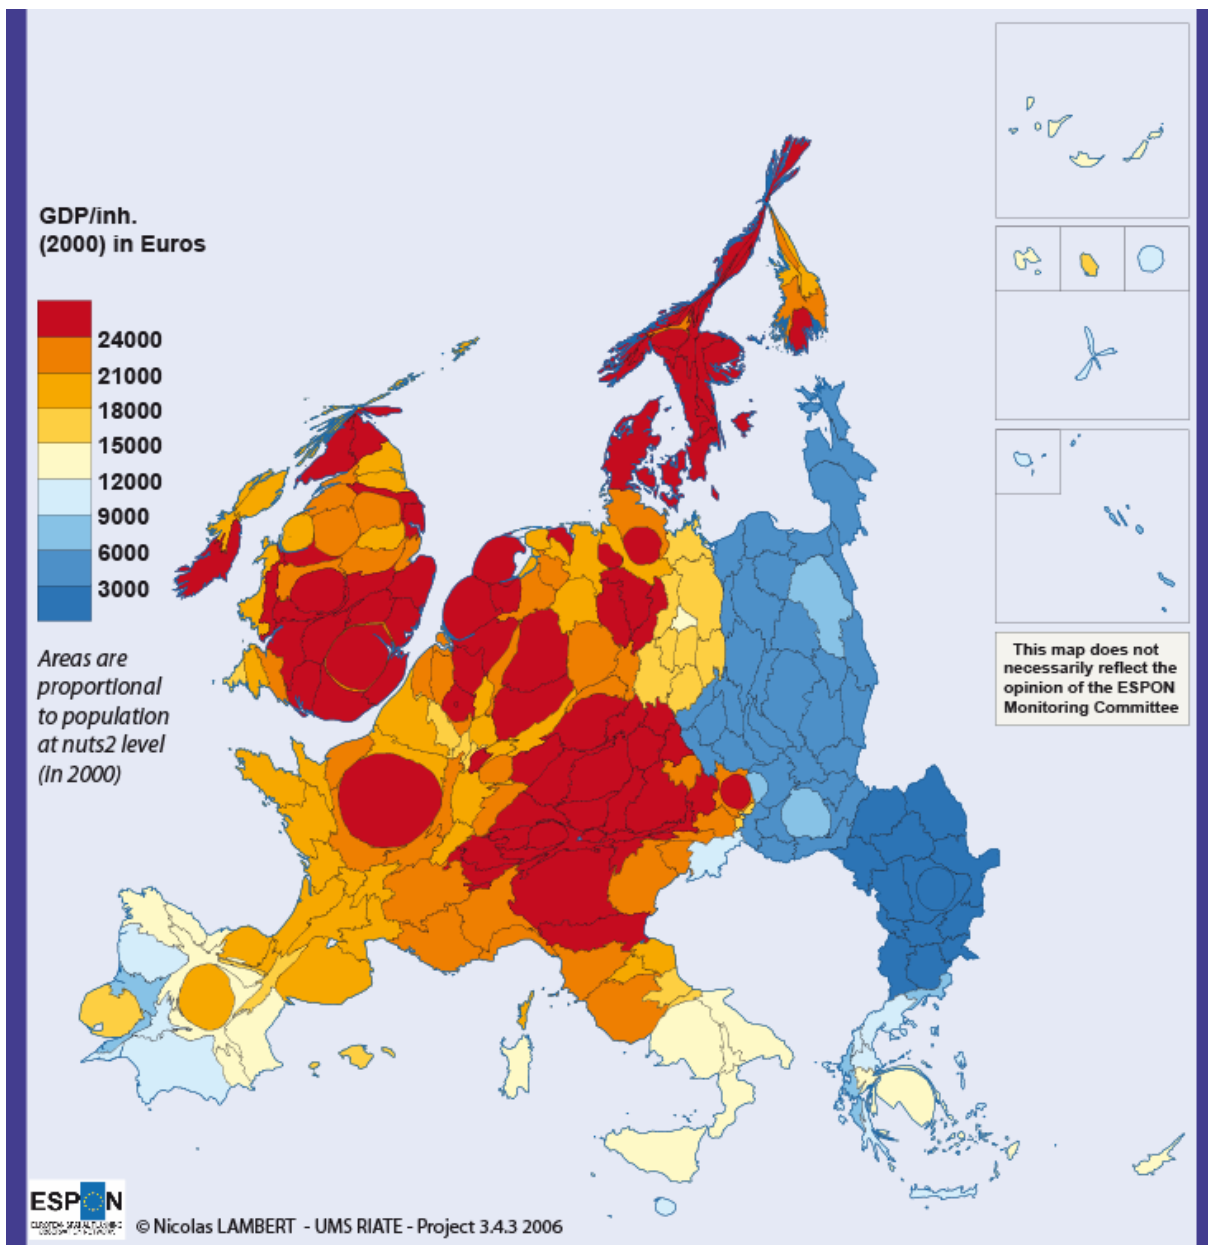 GDP/inh.
(2000) in Euros
24000
21000
18000
15000
12000
9000
6000
3000
Areas are
proportional
to population
at nuts2 level
(In 2000)
This map does not
necessarily reflect the
opinion of the ESPON
Monitoring Committee
ESPON
© Nicolas LAMBERT - UMS RIATE - Project 3.4.3 2006